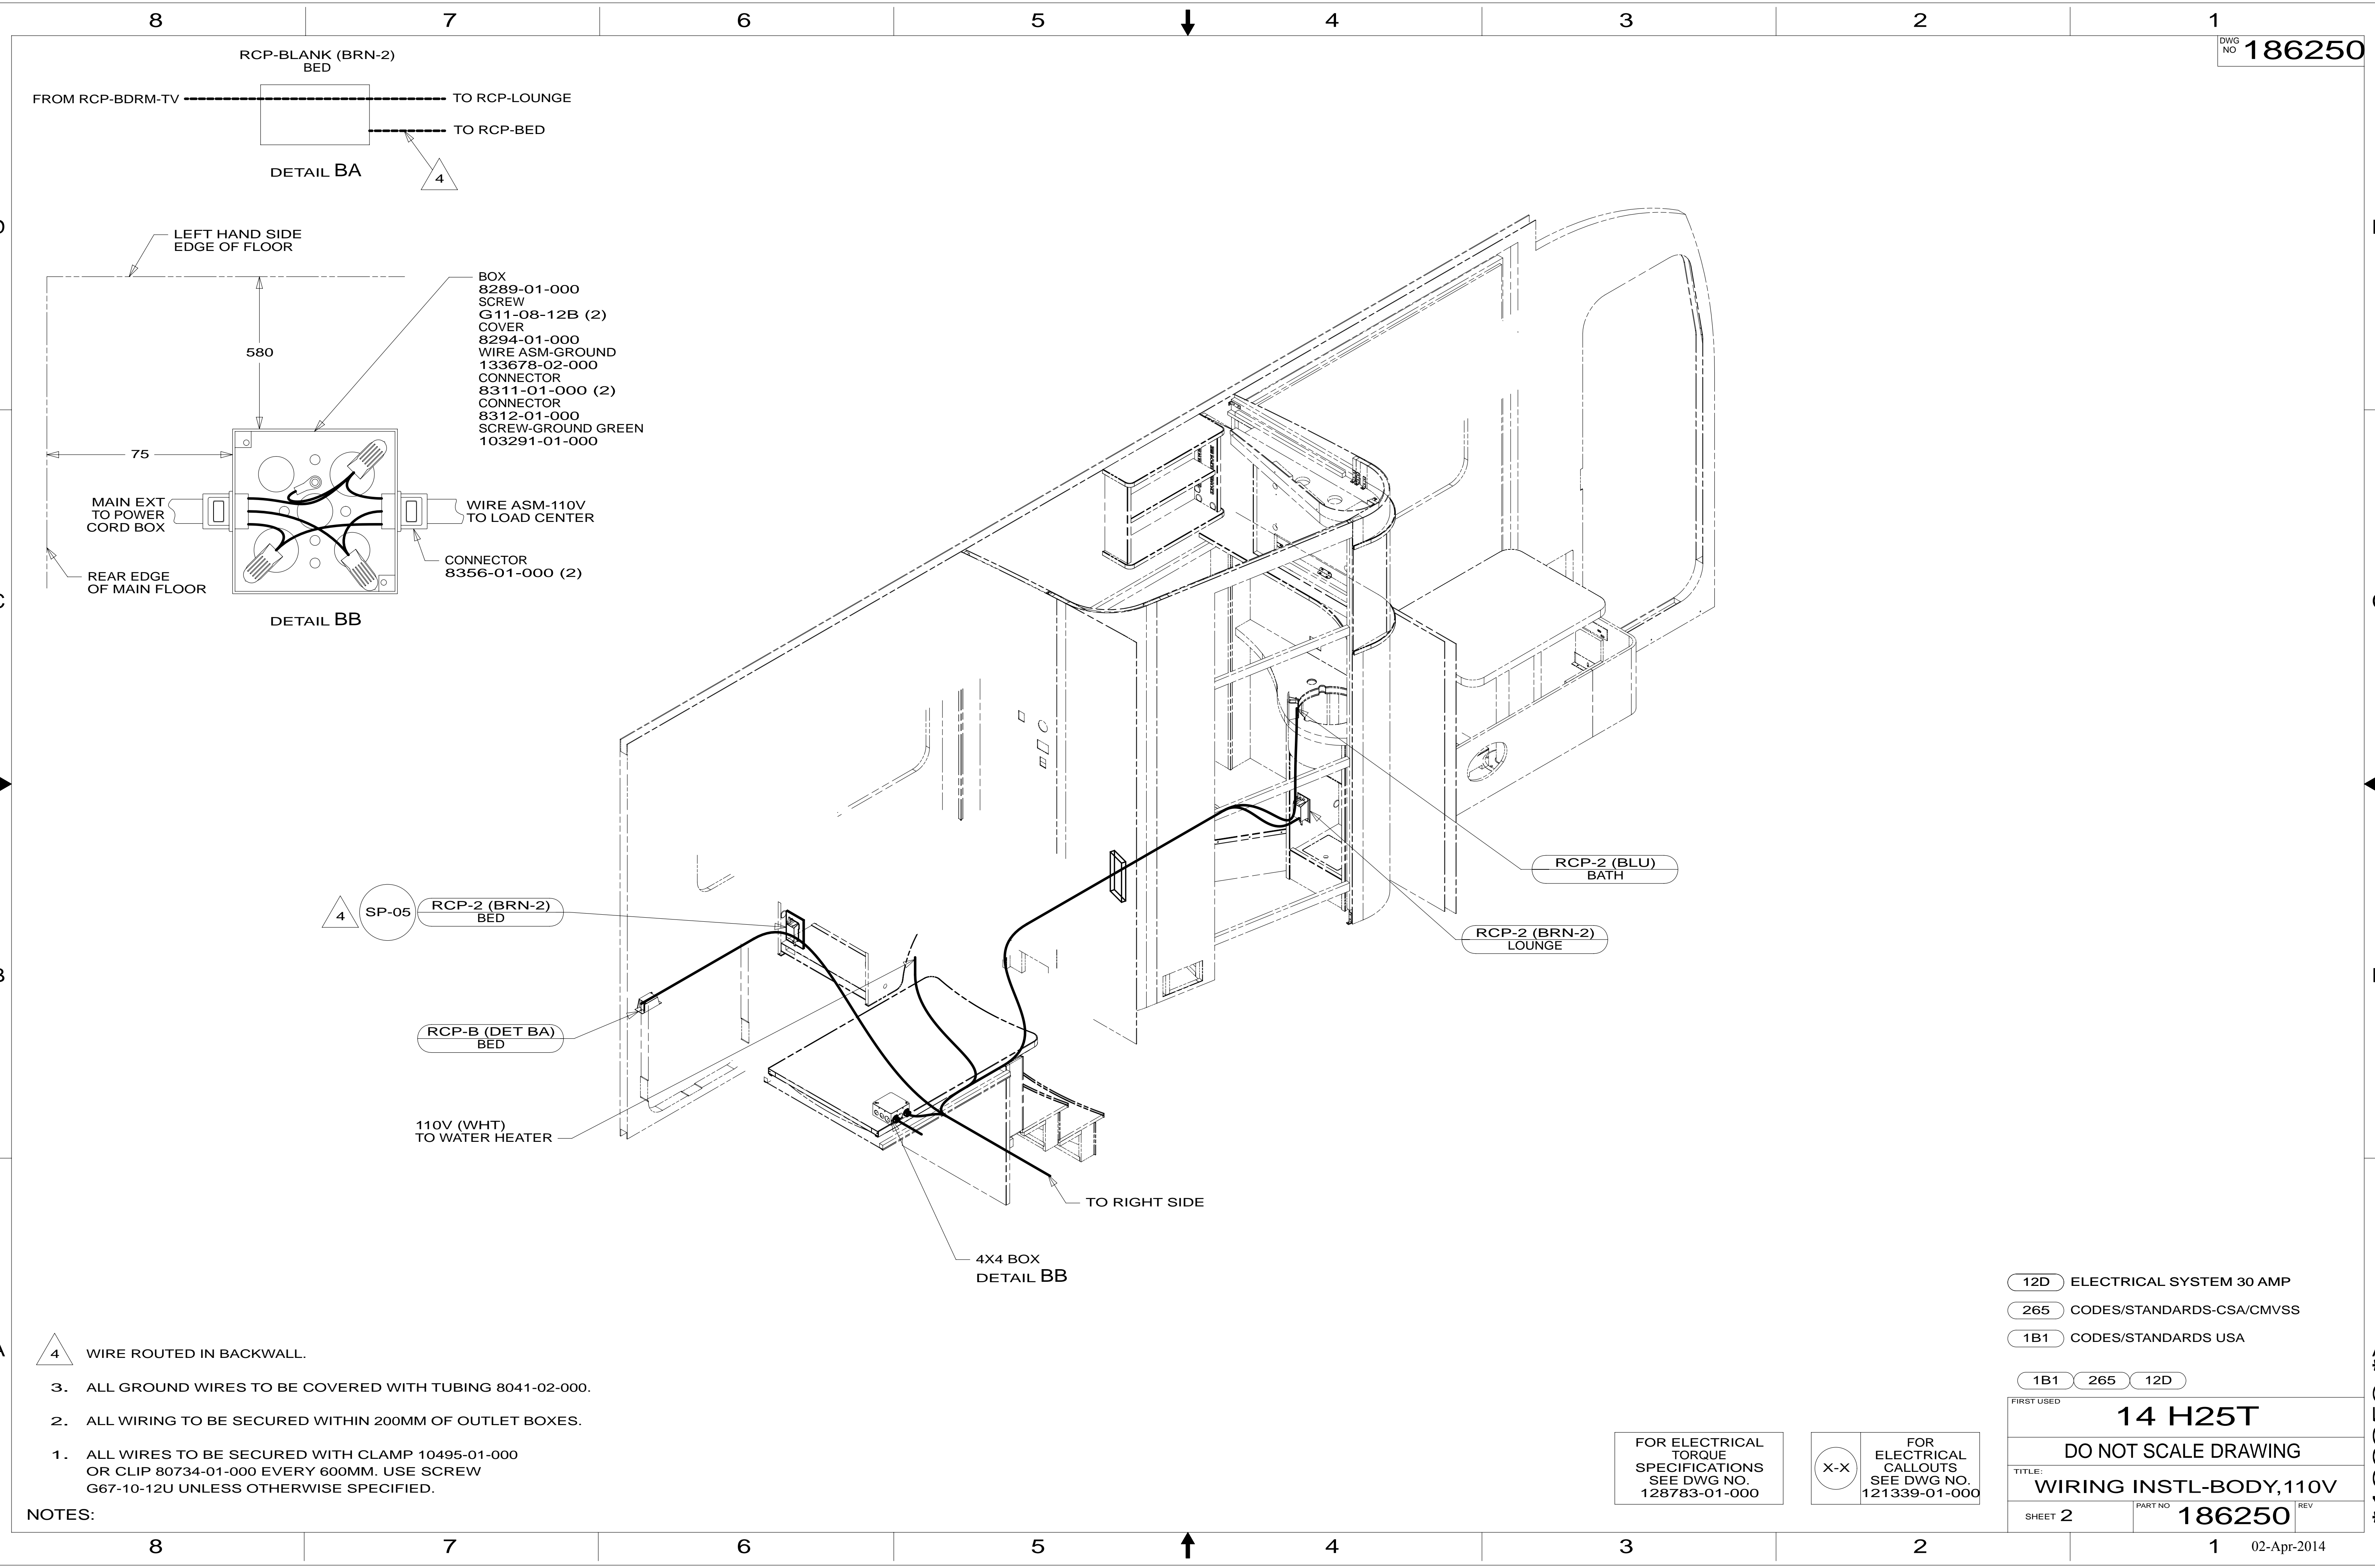 8 7 6 5 4 3 2 1
DWG NO 186250
RCP-BLANK (BRN-2)
BED
FROM RCP-BDRM-TV
TO RCP-LOUNGE
TO RCP-BED
4
DETAIL BA
LEFT HAND SIDE
EDGE OF FLOOR
580
75
BOX
8289-01-000
SCREW
G11-08-12B (2)
COVER
8294-01-000
WIRE ASM-GROUND
133678-02-000
CONNECTOR
8311-01-000 (2)
CONNECTOR
8312-01-000
SCREW-GROUND GREEN
103291-01-000
MAIN EXT
TO POWER
CORD BOX
WIRE ASM-110V
TO LOAD CENTER
CONNECTOR
8356-01-000 (2)
REAR EDGE
OF MAIN FLOOR
DETAIL BB
RCP-2 (BLU)
BATH
RCP-2 (BRN-2)
LOUNGE
4
SP-05
RCP-2 (BRN-2)
BED
RCP-B (DET BA)
BED
110V (WHT)
TO WATER HEATER
TO RIGHT SIDE
4X4 BOX
DETAIL BB
12D ELECTRICAL SYSTEM 30 AMP
265 CODES/STANDARDS-CSA/CMVSS
1B1 CODES/STANDARDS USA
1B1 265 12D
4 WIRE ROUTED IN BACKWALL.
3. ALL GROUND WIRES TO BE COVERED WITH TUBING 8041-02-000.
2. ALL WIRING TO BE SECURED WITHIN 200MM OF OUTLET BOXES.
1. ALL WIRES TO BE SECURED WITH CLAMP 10495-01-000
OR CLIP 80734-01-000 EVERY 600MM. USE SCREW
G67-10-12U UNLESS OTHERWISE SPECIFIED.
NOTES:
FOR ELECTRICAL
TORQUE
SPECIFICATIONS
SEE DWG NO.
128783-01-000
X-X
FOR
ELECTRICAL
CALLOUTS
SEE DWG NO.
121339-01-000
FIRST USED
14 H25T
DO NOT SCALE DRAWING
TITLE:
WIRING INSTL-BODY,110V
SHEET 2
PART NO 186250
REV
8 7 6 5 4 3 2 1
02-Apr-2014